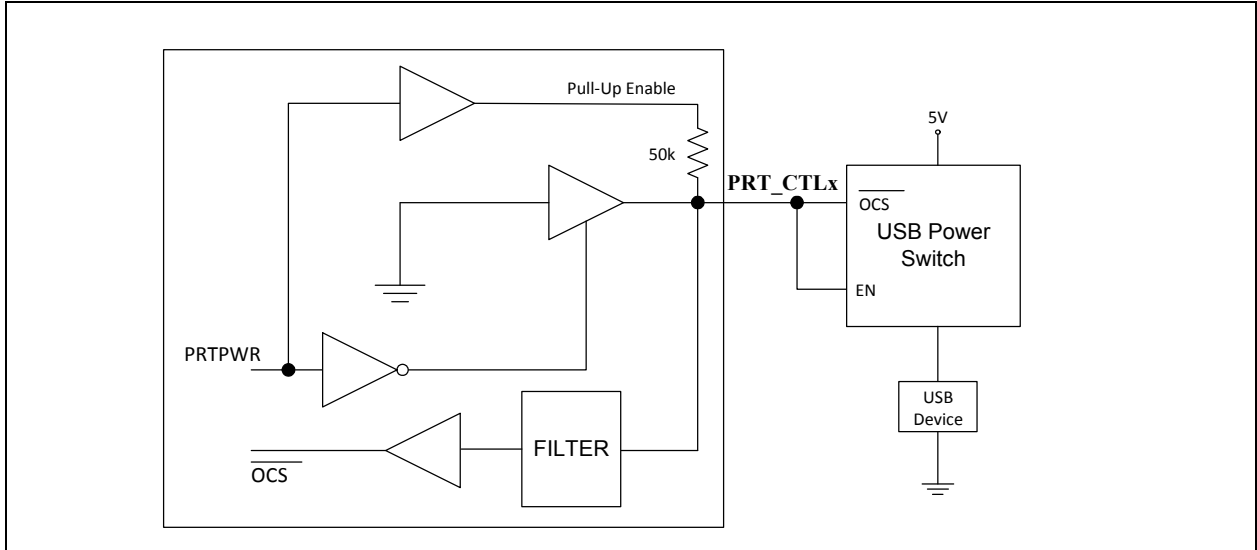 Pull-Up Enable
50k
5V
PRT_CTLx
OCS
USB Power
Switch
EN
PRTPWR
FILTER
OCS
USB
Device